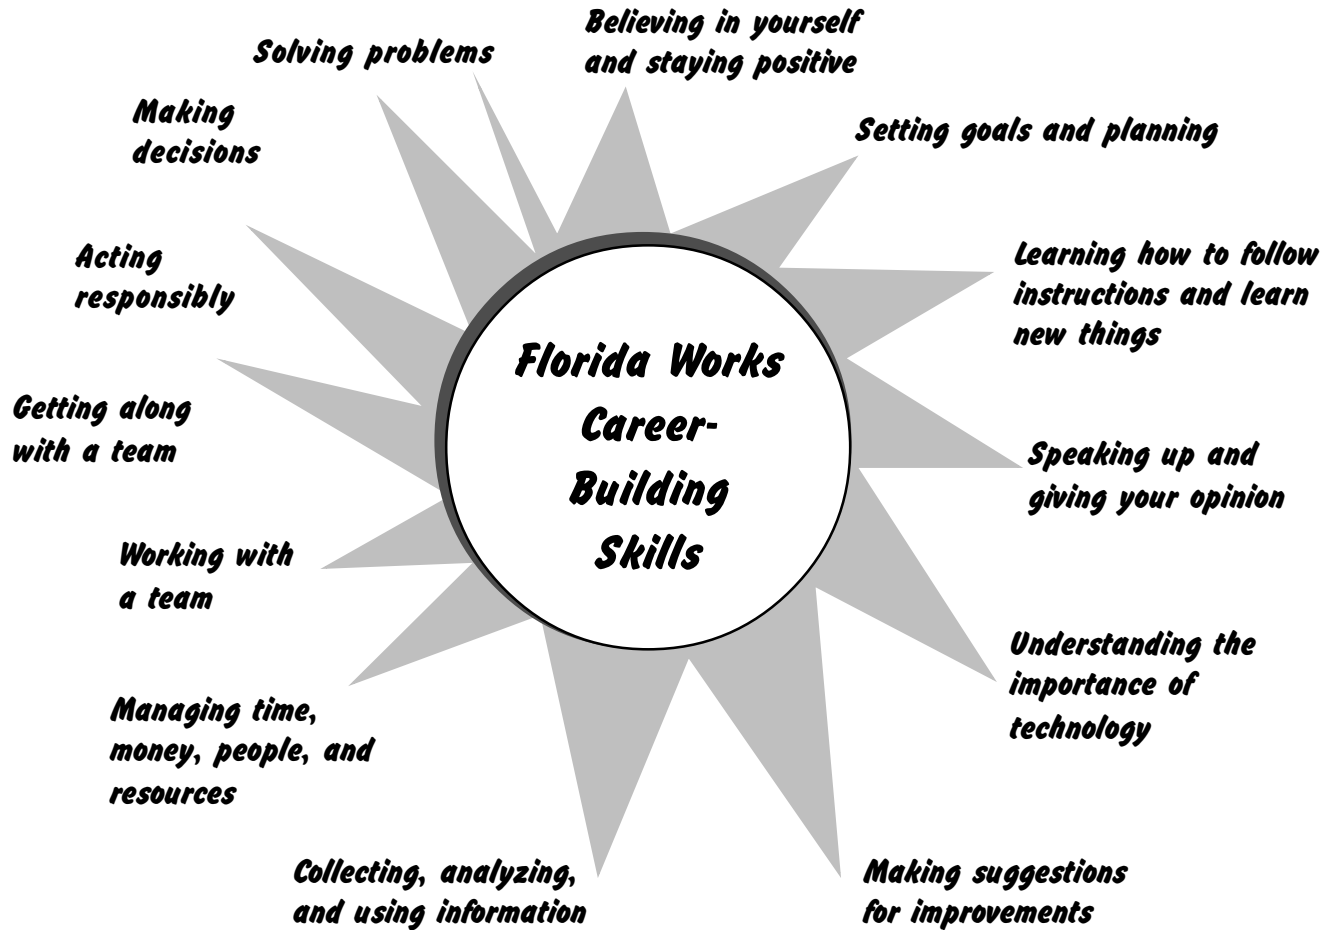 Believing in yourself
and staying positive
Setting goals and planning
Learning how to follow
instructions and learn
new things
Speaking up and
giving your opinion
Understanding the
importance of
technology
Making suggestions
for improvements
Collecting, analyzing,
and using information
Managing time,
money, people, and
resources
Working with
a team
Getting along
with a team
Acting
responsibly
Making
decisions
Solving problems
Florida Works
Career-
Building
Skills